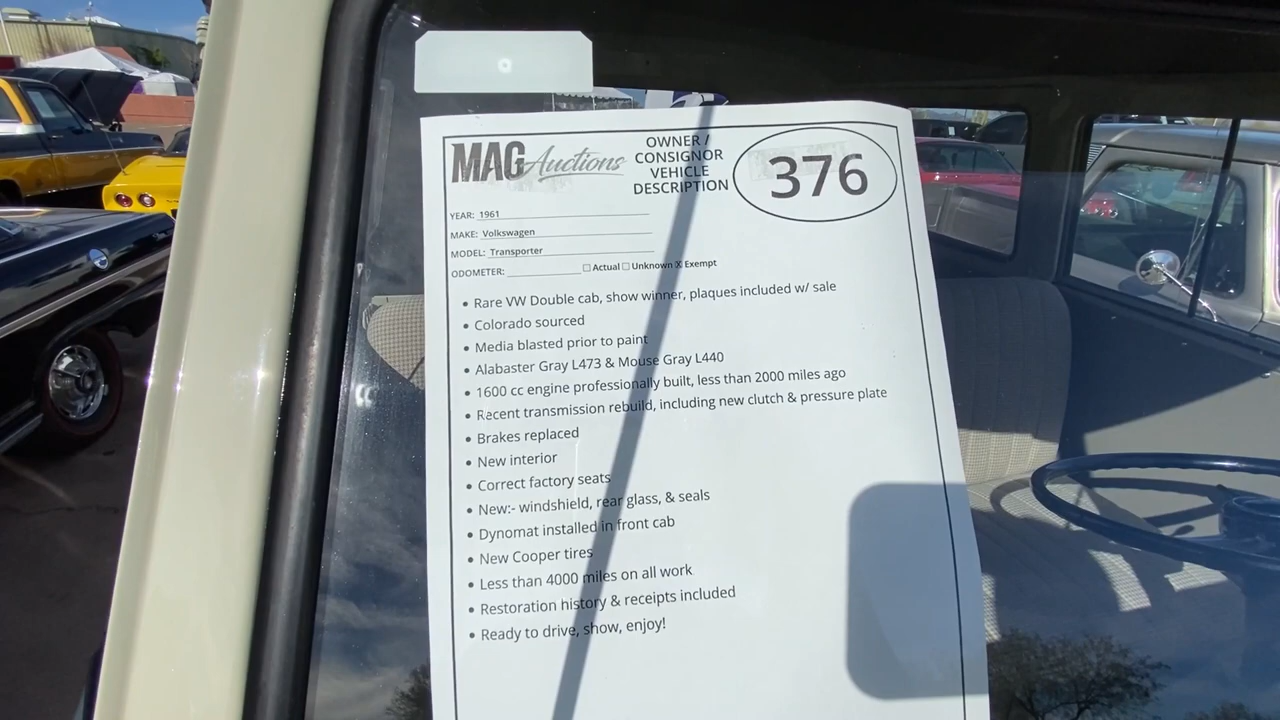 MAG Auctions
OWNER /
CONSIGNOR
VEHICLE
DESCRIPTION
376
YEAR: 1961
MAKE: Volkswagen
MODEL: Transporter
ODOMETER: ____________ ☐ Actual ☐ Unknown ☒ Exempt
• Rare VW Double cab, show winner, plaques included w/ sale
• Colorado sourced
• Media blasted prior to paint
• Alabaster Gray L473 & Mouse Gray L440
• 1600 cc engine professionally built, less than 2000 miles ago
• Recent transmission rebuild, including new clutch & pressure plate
• Brakes replaced
• New interior
• Correct factory seats
• New:- windshield, rear glass, & seals
• Dynomat installed in front cab
• New Cooper tires
• Less than 4000 miles on all work
• Restoration history & receipts included
• Ready to drive, show, enjoy!